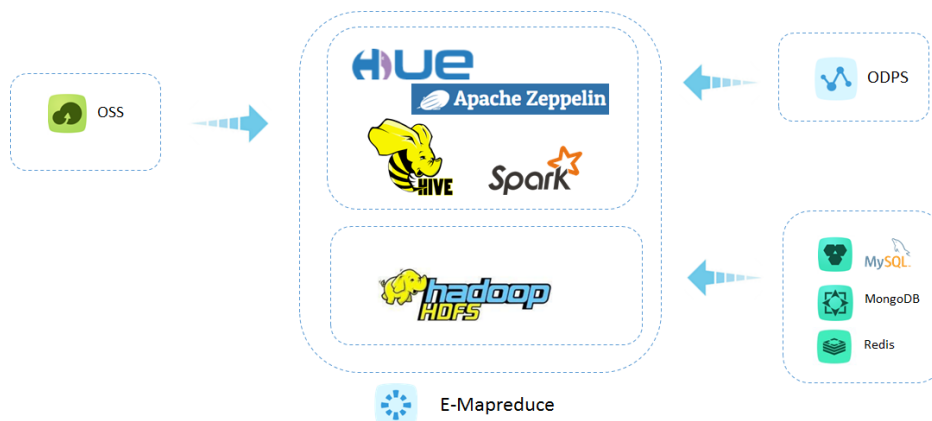 HUE
Apache Zeppelin
HIVE
Spark
hadoop
HDFS
OSS
ODPS
MySQL
MongoDB
Redis
E-Mapreduce